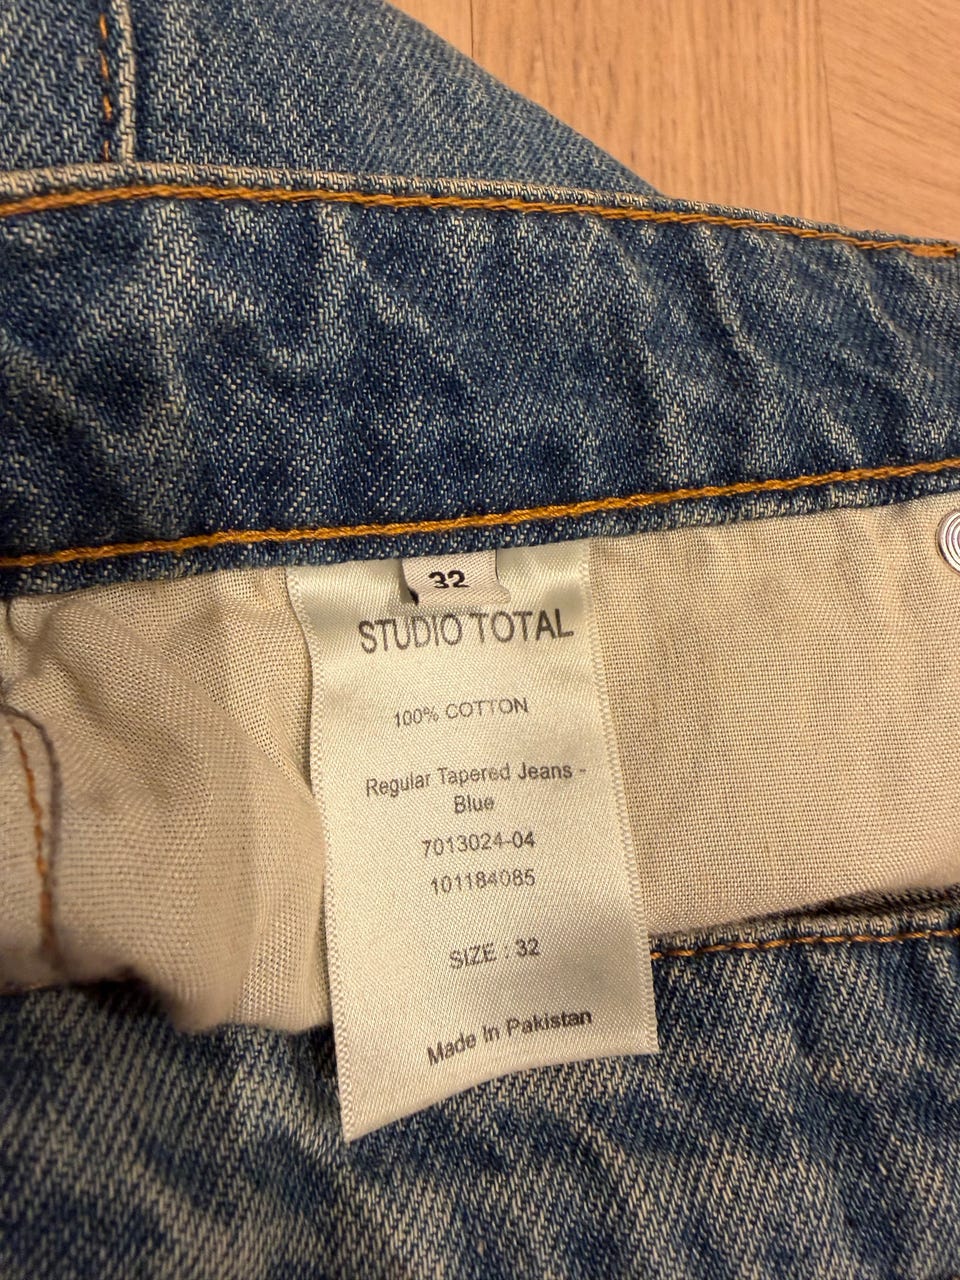 32
STUDIO TOTAL
100% COTTON
Regular Tapered Jeans -
Blue
7013024-04
101184085
SIZE : 32
Made In Pakistan